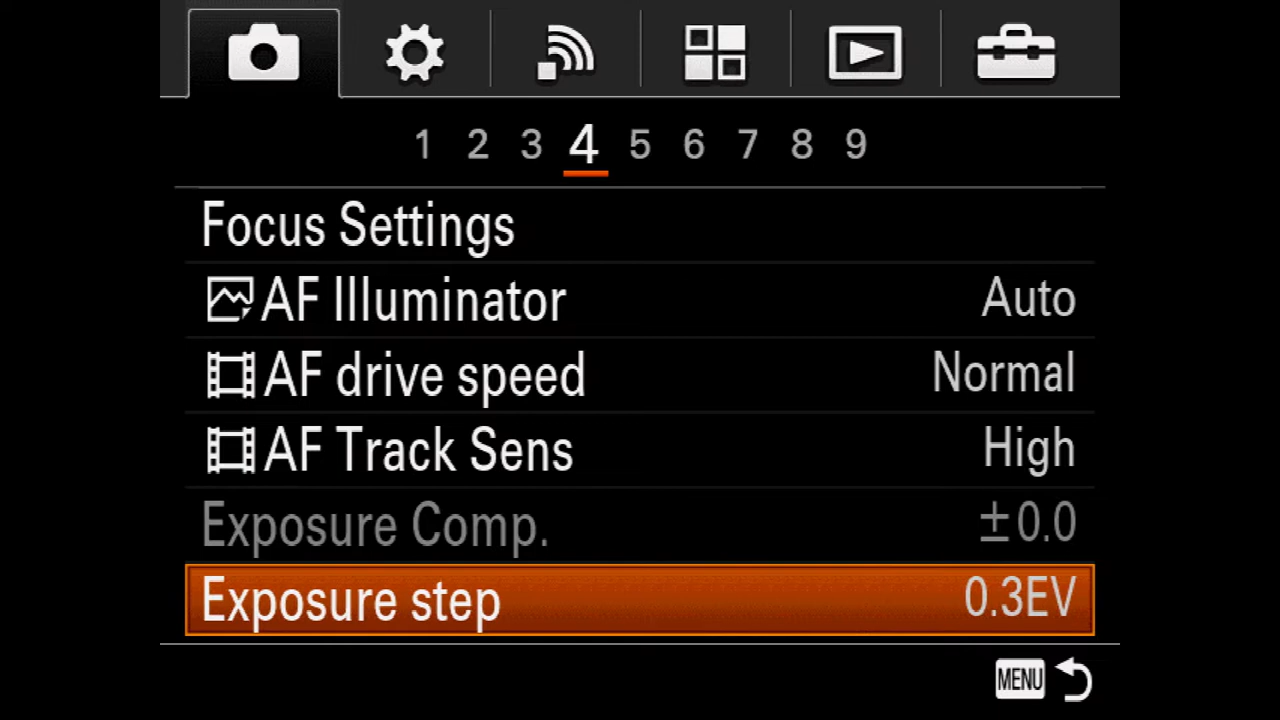 1 2 3 4 5 6 7 8 9
Focus Settings
AF Illuminator Auto
AF drive speed Normal
AF Track Sens High
Exposure Comp. ±0.0
Exposure step 0.3EV
MENU